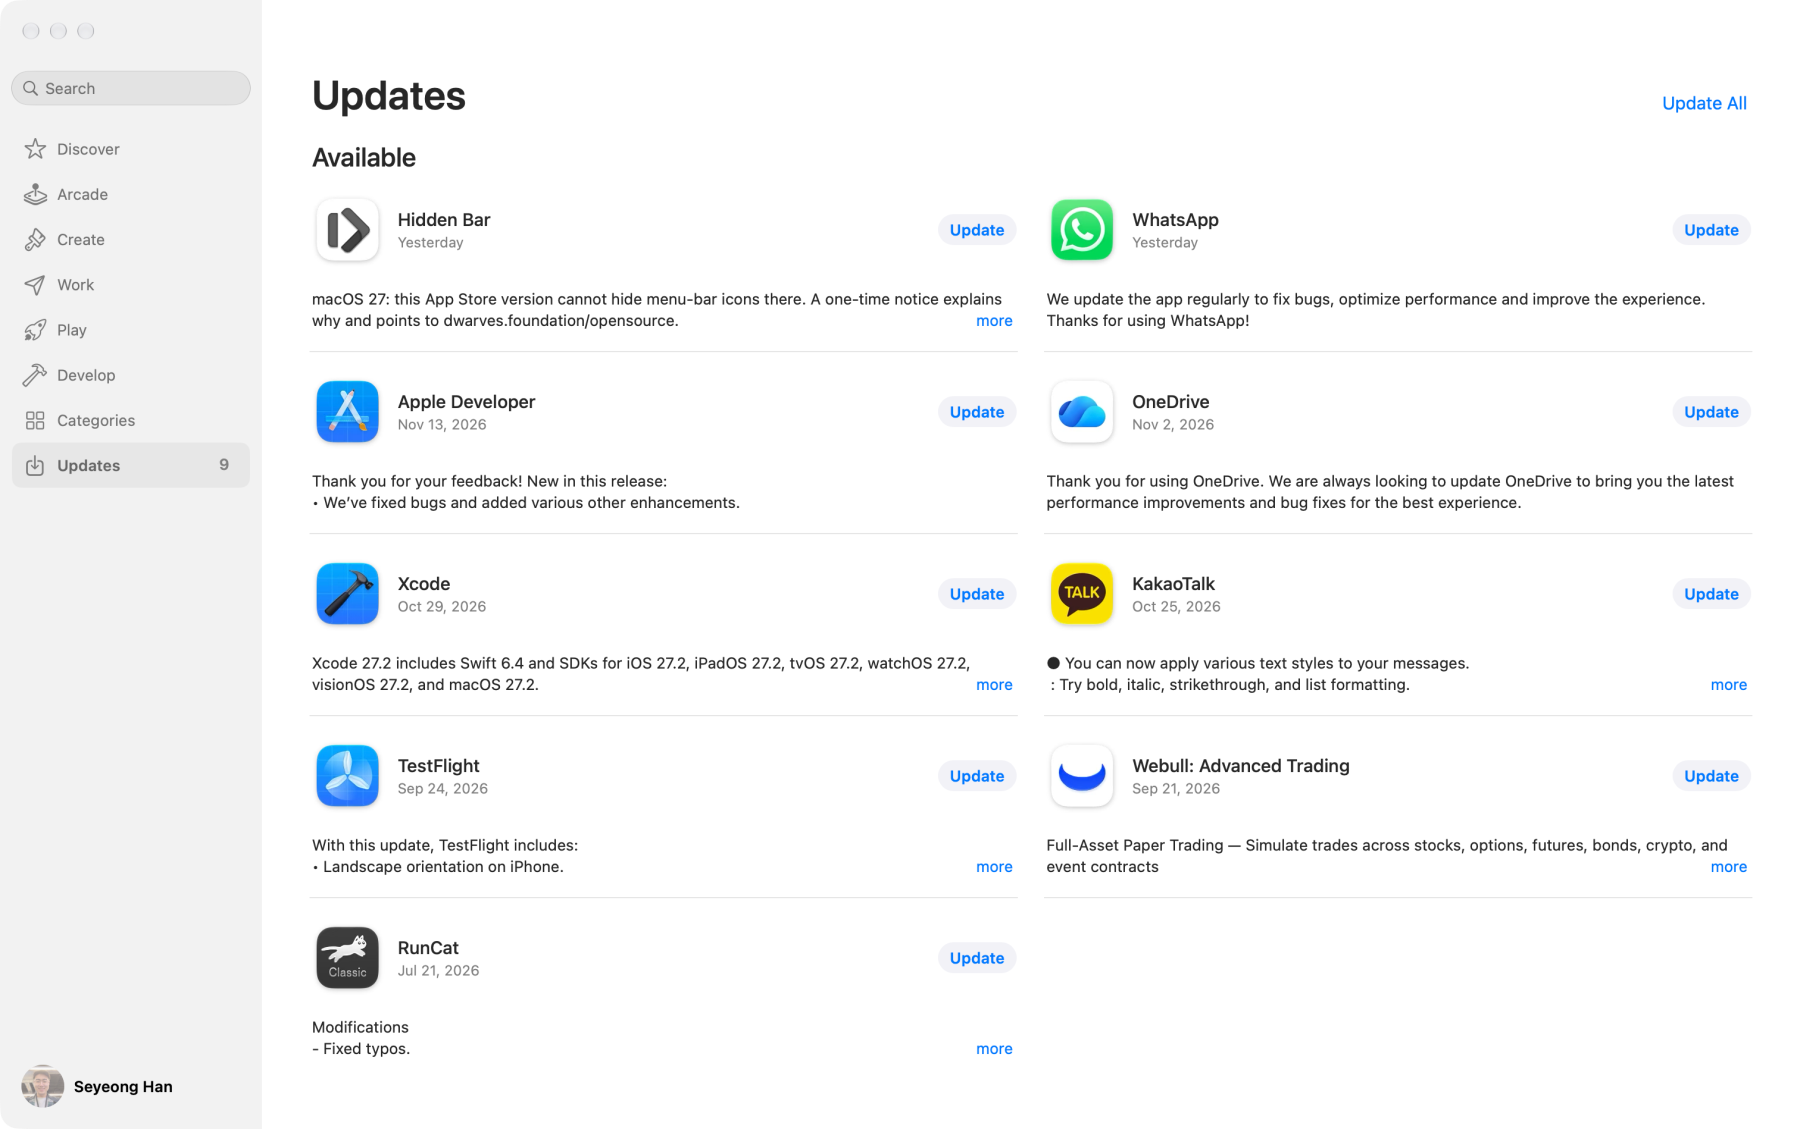 Search
Discover
Arcade
Create
Work
Play
Develop
Categories
Updates 9
Seyeong Han
Updates
Update All
Available
Hidden Bar
Yesterday
Update
macOS 27: this App Store version cannot hide menu-bar icons there. A one-time notice explains
why and points to dwarves.foundation/opensource. more
WhatsApp
Yesterday
Update
We update the app regularly to fix bugs, optimize performance and improve the experience.
Thanks for using WhatsApp!
Apple Developer
Nov 13, 2026
Update
Thank you for your feedback! New in this release:
• We’ve fixed bugs and added various other enhancements.
OneDrive
Nov 2, 2026
Update
Thank you for using OneDrive. We are always looking to update OneDrive to bring you the latest
performance improvements and bug fixes for the best experience.
Xcode
Oct 29, 2026
Update
Xcode 27.2 includes Swift 6.4 and SDKs for iOS 27.2, iPadOS 27.2, tvOS 27.2, watchOS 27.2,
visionOS 27.2, and macOS 27.2. more
TALK
KakaoTalk
Oct 25, 2026
Update
● You can now apply various text styles to your messages.
: Try bold, italic, strikethrough, and list formatting. more
TestFlight
Sep 24, 2026
Update
With this update, TestFlight includes:
• Landscape orientation on iPhone. more
Webull: Advanced Trading
Sep 21, 2026
Update
Full-Asset Paper Trading — Simulate trades across stocks, options, futures, bonds, crypto, and
event contracts more
Classic
RunCat
Jul 21, 2026
Update
Modifications
- Fixed typos. more